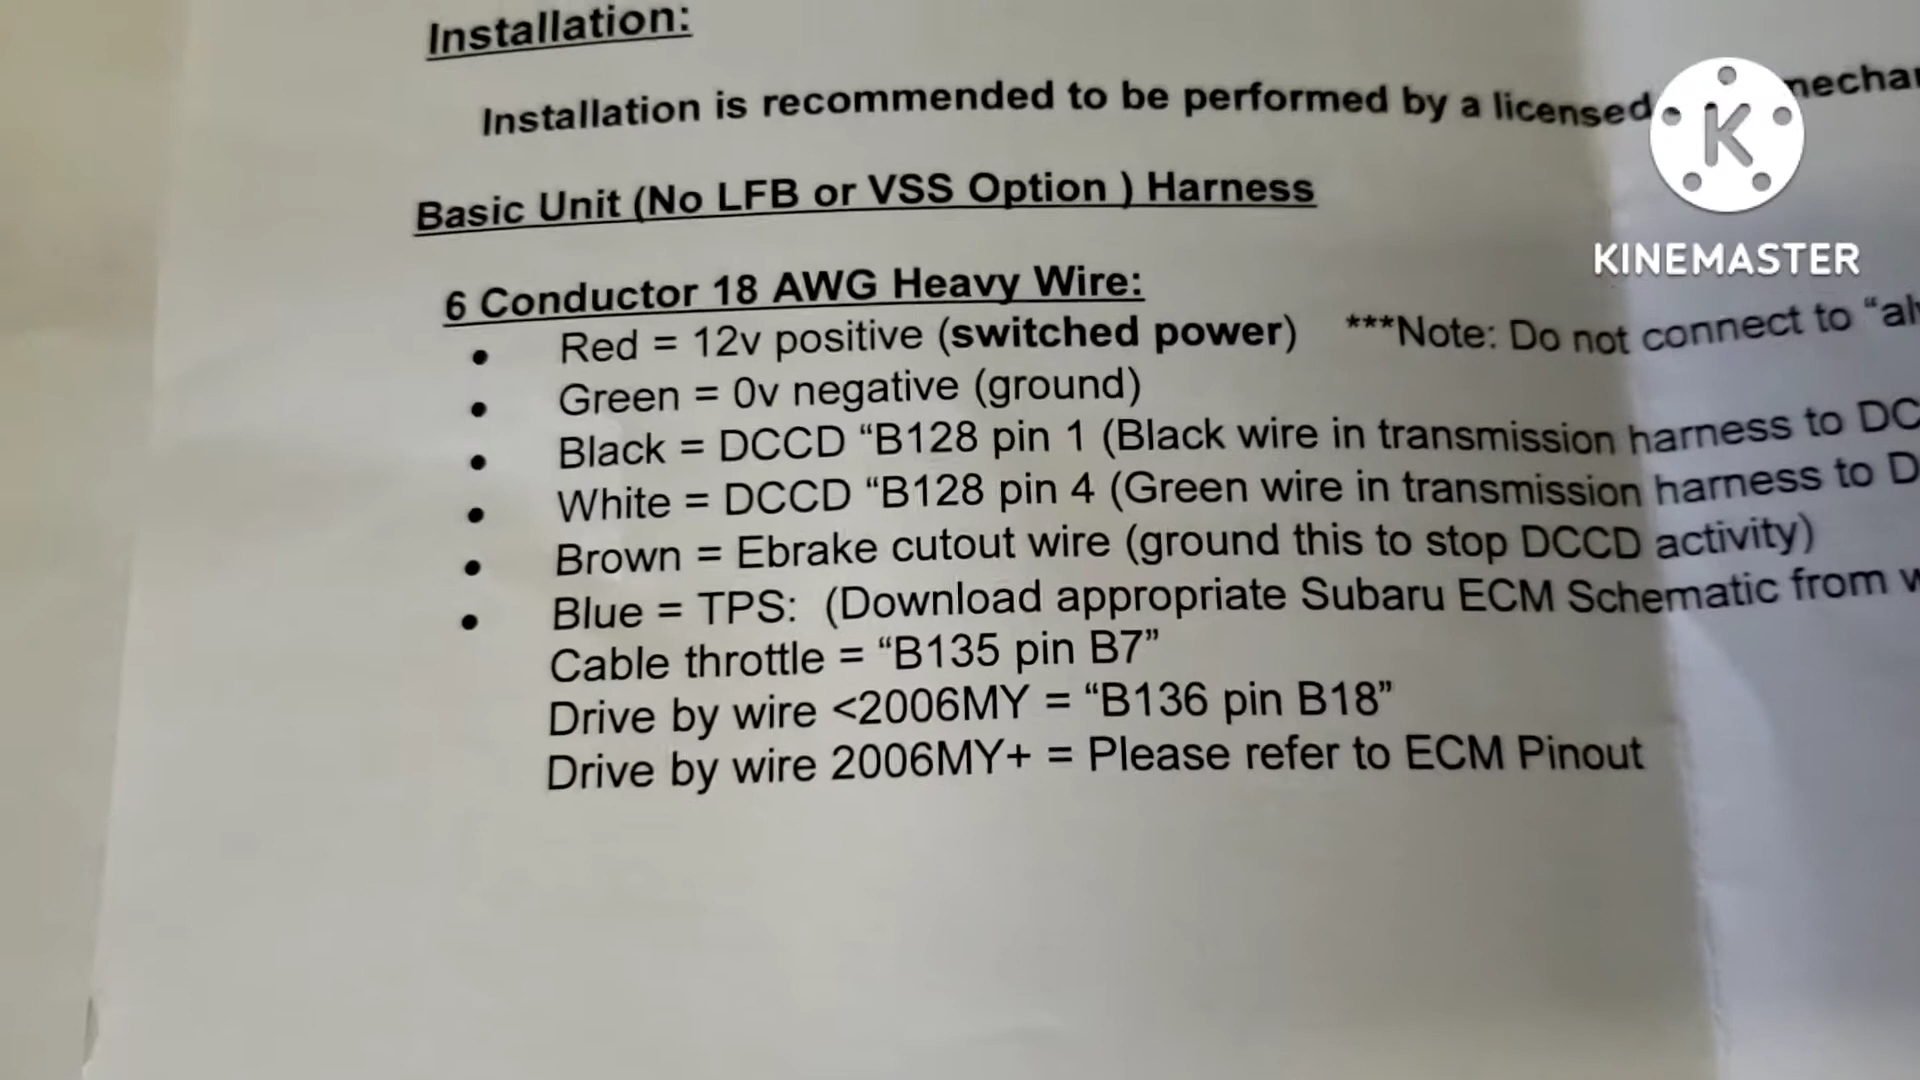 Installation:
Installation is recommended to be performed by a licensed
K
KINEMASTER
Basic Unit (No LFB or VSS Option ) Harness
6 Conductor 18 AWG Heavy Wire:
• Red = 12v positive (switched power) ***Note: Do not connect to
• Green = 0v negative (ground)
• Black = DCCD “B128 pin 1 (Black wire in transmission harness to
• White = DCCD “B128 pin 4 (Green wire in transmission harness to
• Brown = Ebrake cutout wire (ground this to stop DCCD activity)
• Blue = TPS: (Download appropriate Subaru ECM Schematic from
Cable throttle = “B135 pin B7”
Drive by wire <2006MY = “B136 pin B18”
Drive by wire 2006MY+ = Please refer to ECM Pinout